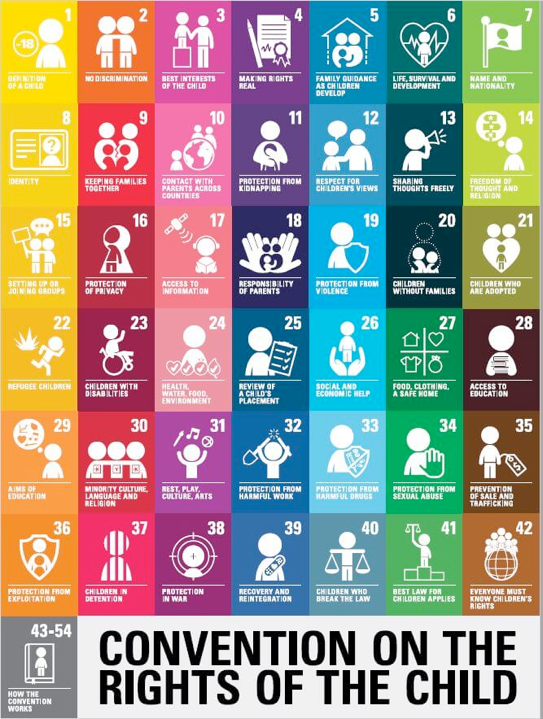 1
-18
DEFINITION
OF A CHILD
2
NO DISCRIMINATION
3
BEST INTERESTS
OF THE CHILD
4
MAKING RIGHTS
REAL
5
FAMILY GUIDANCE
AS CHILDREN
DEVELOP
6
LIFE, SURVIVAL AND
DEVELOPMENT
7
NAME AND
NATIONALITY
8
?
IDENTITY
9
KEEPING FAMILIES
TOGETHER
10
CONTACT WITH
PARENTS ACROSS
COUNTRIES
11
PROTECTION FROM
KIDNAPPING
12
RESPECT FOR
CHILDREN'S VIEWS
13
SHARING
THOUGHTS FREELY
14
FREEDOM OF
THOUGHT AND
RELIGION
15
SETTING UP OR
JOINING GROUPS
16
PROTECTION
OF PRIVACY
17
ACCESS TO
INFORMATION
18
RESPONSIBILITY
OF PARENTS
19
PROTECTION FROM
VIOLENCE
20
CHILDREN
WITHOUT FAMILIES
21
CHILDREN WHO
ARE ADOPTED
22
REFUGEE CHILDREN
23
CHILDREN WITH
DISABILITIES
24
HEALTH,
WATER, FOOD,
ENVIRONMENT
25
REVIEW OF
A CHILD'S
PLACEMENT
26
SOCIAL AND
ECONOMIC HELP
27
FOOD, CLOTHING,
A SAFE HOME
28
ACCESS TO
EDUCATION
29
AIMS OF
EDUCATION
30
MINORITY CULTURE,
LANGUAGE AND
RELIGION
31
REST, PLAY,
CULTURE, ARTS
32
PROTECTION FROM
HARMFUL WORK
33
PROTECTION FROM
HARMFUL DRUGS
34
PROTECTION FROM
SEXUAL ABUSE
35
PREVENTION
OF SALE AND
TRAFFICKING
36
PROTECTION FROM
EXPLOITATION
37
CHILDREN IN
DETENTION
38
PROTECTION
IN WAR
39
RECOVERY AND
REINTEGRATION
40
CHILDREN WHO
BREAK THE LAW
41
BEST LAW FOR
CHILDREN APPLIES
42
EVERYONE MUST
KNOW CHILDREN'S
RIGHTS
43-54
HOW THE
CONVENTION
WORKS
CONVENTION ON THE
RIGHTS OF THE CHILD